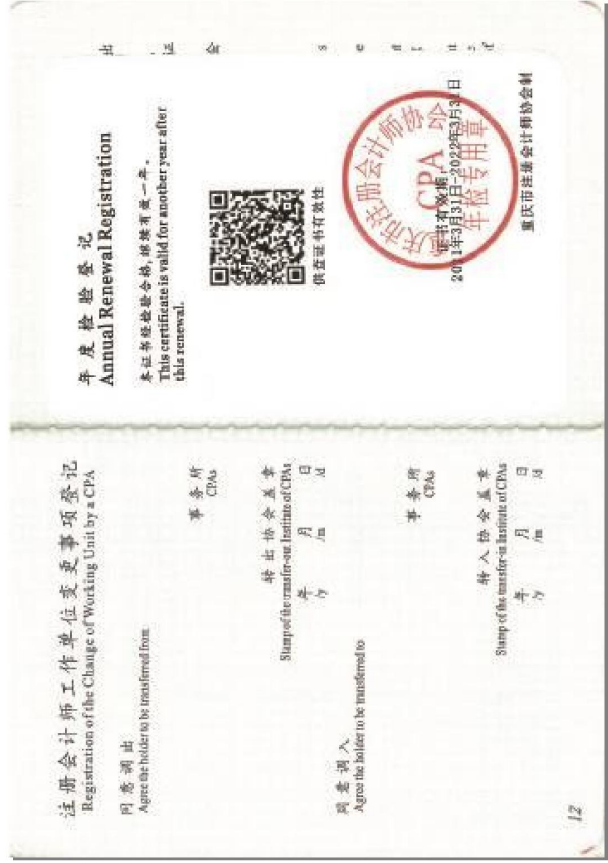 注册会计师工作单位变更事项登记
Registration of the Change of Working Unit by a CPA
同意调出
Agree the holder to be transferred from
事务所
CPAs
转出协会盖章
Stamp of the transfer-out Institute of CPAs
年 月 日
/y /m /d
同意调入
Agree the holder to be transferred to
事务所
CPAs
转入协会盖章
Stamp of the transfer-in Institute of CPAs
年 月 日
/y /m /d
12
年度检验登记
Annual Renewal Registration
本证书经检验合格,继续有效一年。
This certificate is valid for another year after
this renewal.
供查证书有效性
重庆市注册会计师协会
CPA
年检专用章
证书有效期:
2021年3月31日-2022年3月31日
重庆市注册会计师协会制
出
证
会